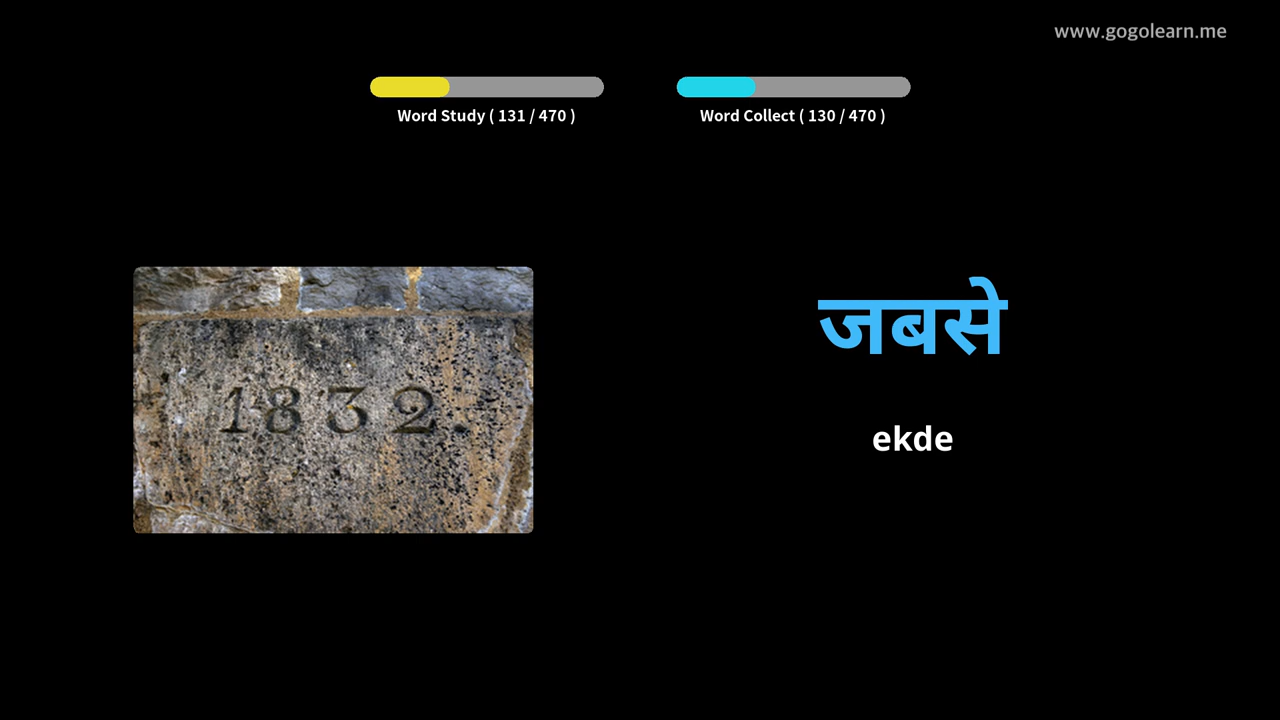 www.gogolearn.me
Word Study ( 131 / 470 )
Word Collect ( 130 / 470 )
1832.
जबसे
ekde